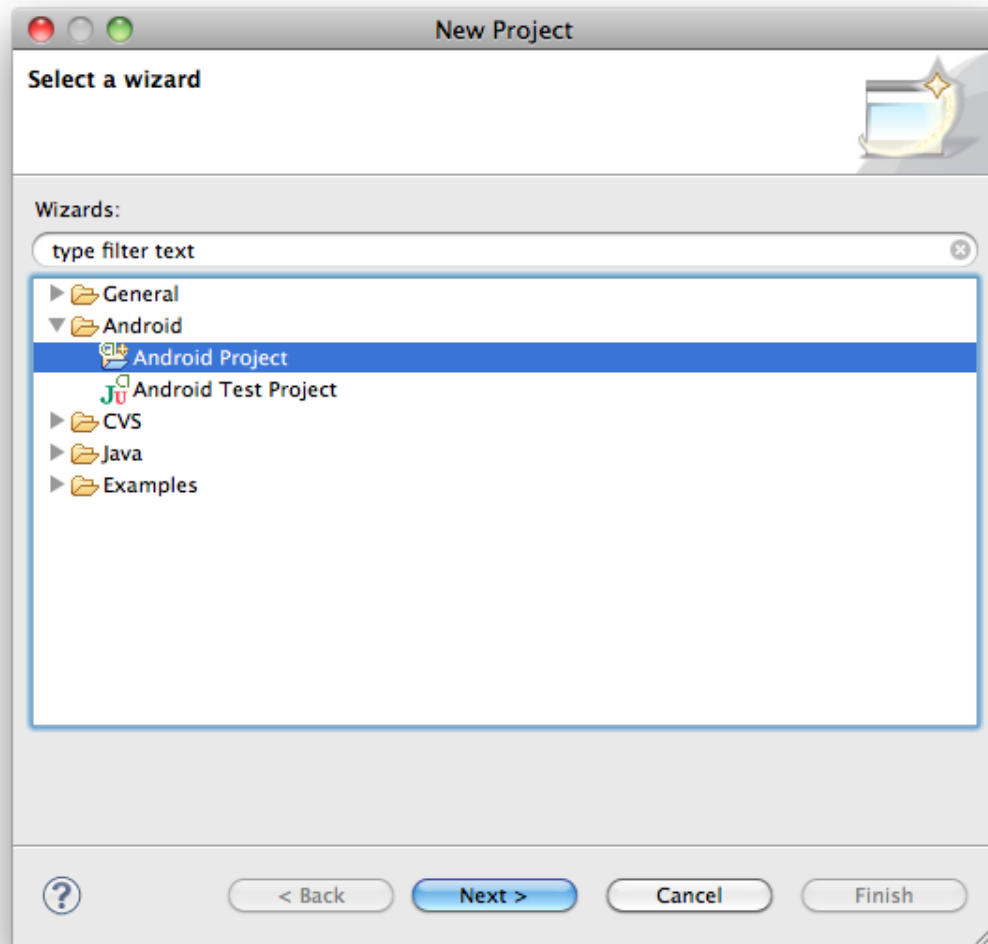 New Project
Select a wizard
Wizards:
type filter text
General
Android
Android Project
Android Test Project
CVS
Java
Examples
? < Back Next > Cancel Finish